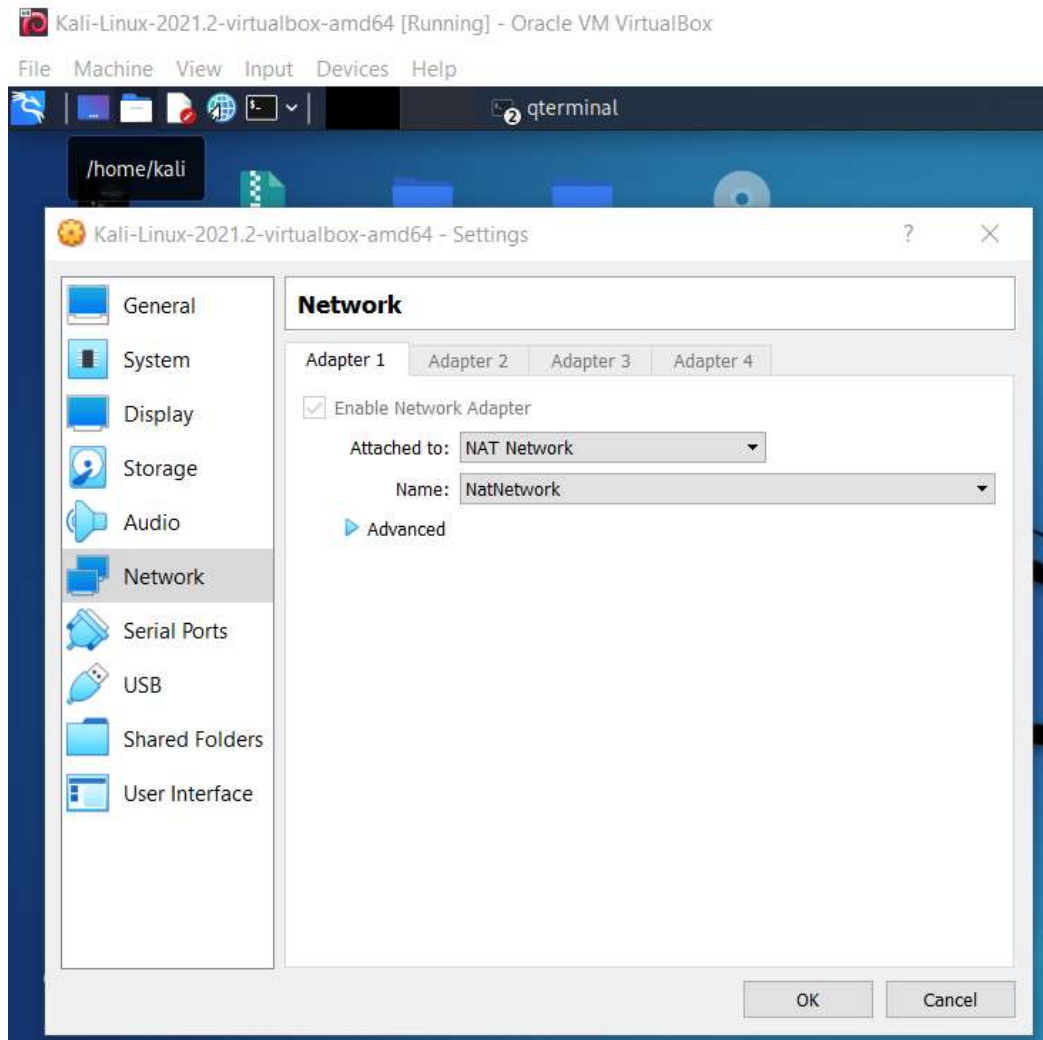 Kali-Linux-2021.2-virtualbox-amd64 [Running] - Oracle VM VirtualBox
File Machine View Input Devices Help
2 qterminal
/home/kali
Kali-Linux-2021.2-virtualbox-amd64 - Settings
General
System
Display
Storage
Audio
Network
Serial Ports
USB
Shared Folders
User Interface
Network
Adapter 1 Adapter 2 Adapter 3 Adapter 4
Enable Network Adapter
Attached to: NAT Network
Name: NatNetwork
Advanced
OK Cancel